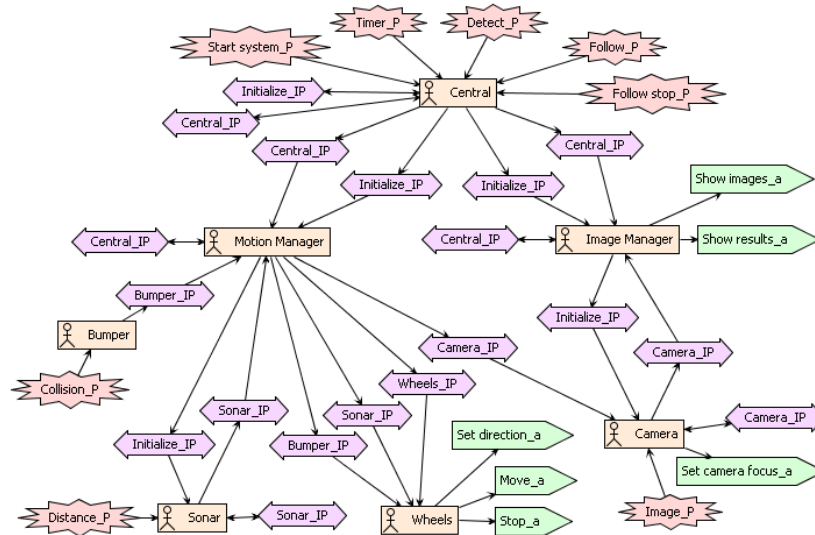 Timer_P
Detect_P
Start system_P
Follow_P
Initialize_IP
Central
Follow stop_P
Central_IP
Central_IP
Central_IP
Show images_a
Initialize_IP
Initialize_IP
Central_IP
Motion Manager
Central_IP
Image Manager
Show results_a
Bumper_IP
Initialize_IP
Bumper
Camera_IP
Camera_IP
Collision_P
Wheels_IP
Sonar_IP
Sonar_IP
Camera_IP
Initialize_IP
Bumper_IP
Set direction_a
Camera
Set camera focus_a
Move_a
Distance_P
Sonar
Sonar_IP
Wheels
Stop_a
Image_P